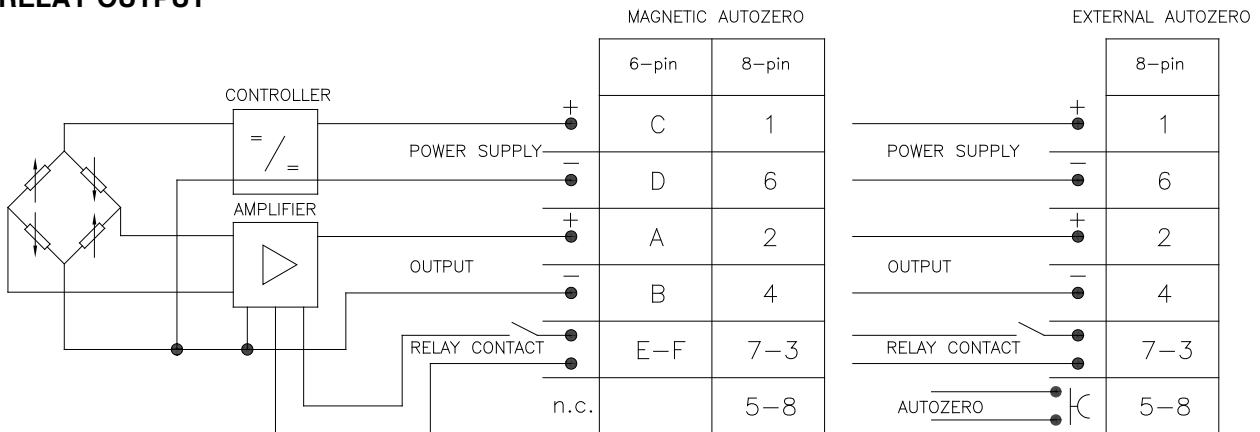 RELAY OUTPUT
MAGNETIC AUTOZERO
EXTERNAL AUTOZERO
6-pin 8-pin 8-pin
CONTROLLER
+ C 1 + 1
= / =
POWER SUPPLY POWER SUPPLY
- D 6 - 6
AMPLIFIER
+ A 2 + 2
OUTPUT OUTPUT
- B 4 - 4
RELAY CONTACT E-F 7-3 RELAY CONTACT 7-3
n.c. 5-8 AUTOZERO 5-8